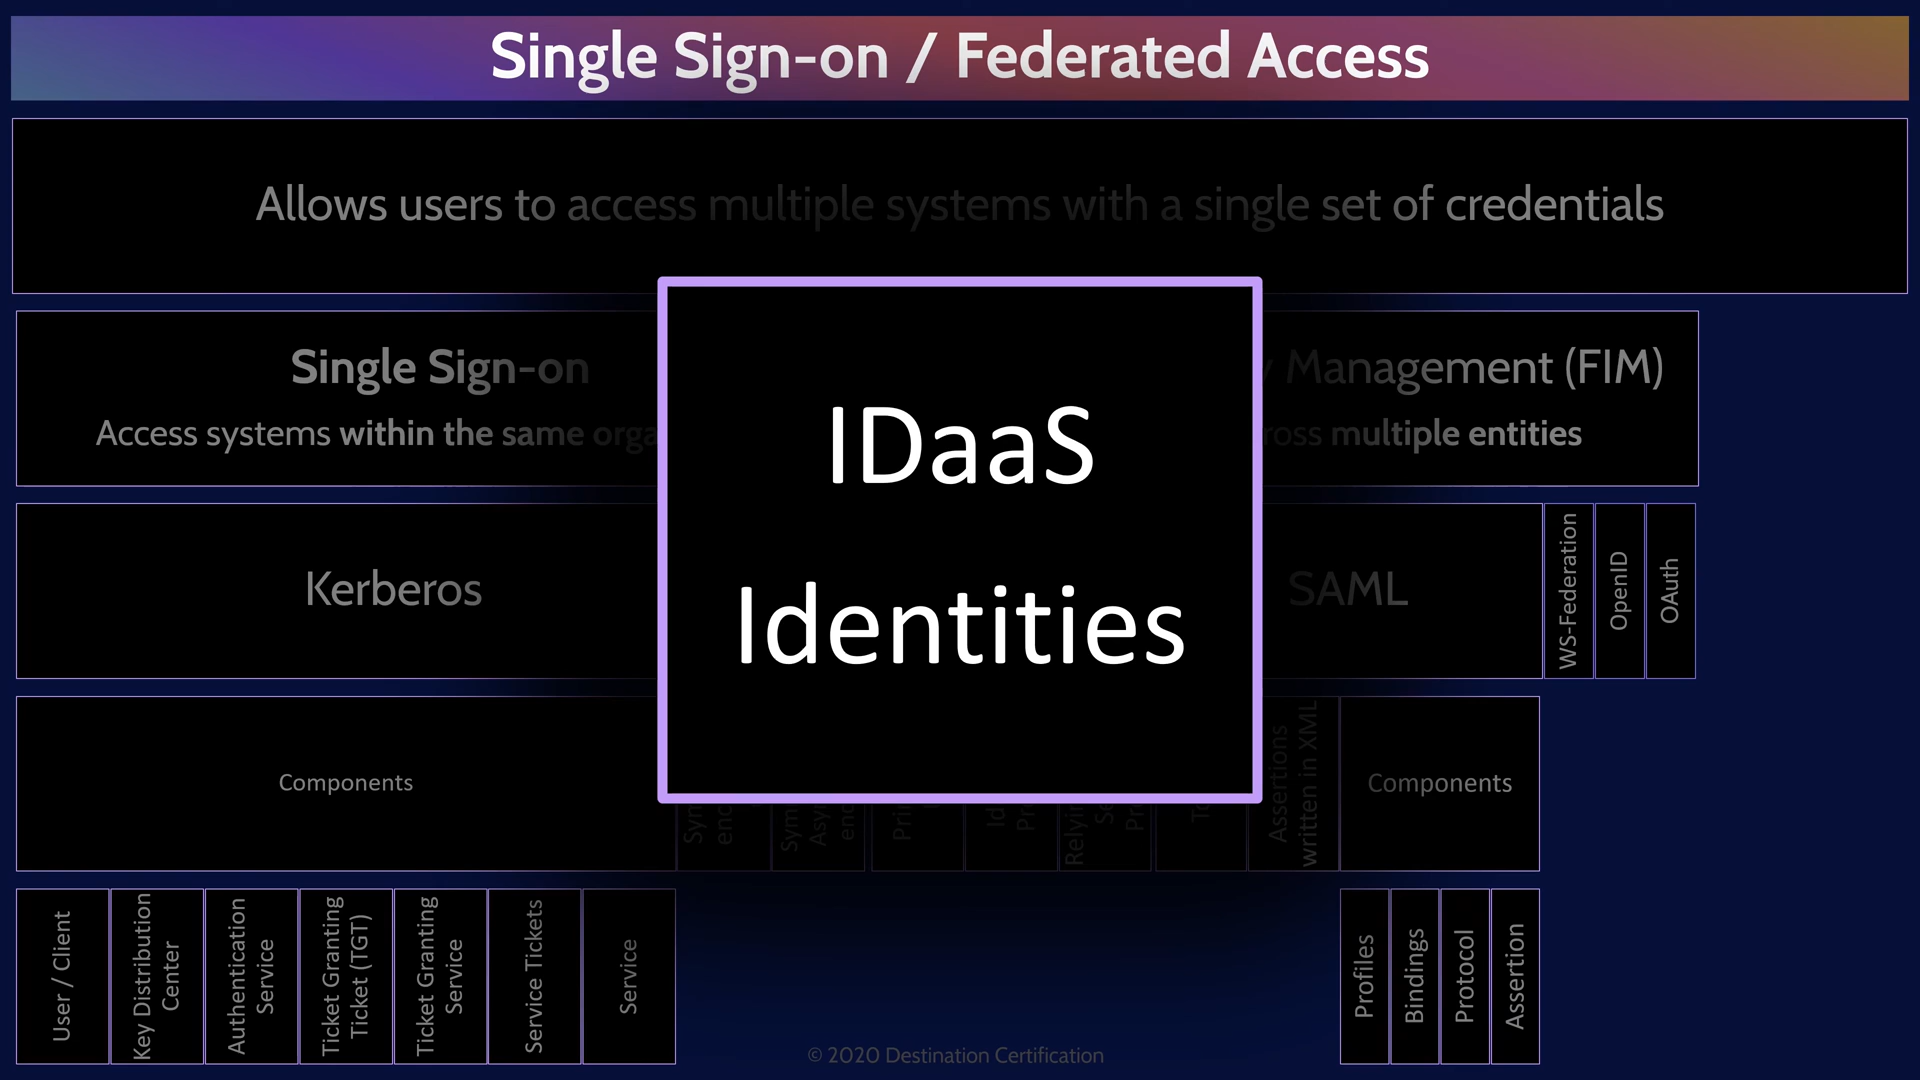 Single Sign-on / Federated Access
Allows users to access multiple systems with a single set of credentials
Single Sign-on
Management (FIM)
Access systems within the same
multiple entities
IDaaS
Identities
Kerberos
SAML
WS-Federation
OpenID
OAuth
Components
Assertions
written in XML
Components
User / Client
Key Distribution
Center
Authentication
Service
Ticket Granting
Ticket (TGT)
Ticket Granting
Service
Service Tickets
Service
Profiles
Bindings
Protocol
Assertion
© 2020 Destination Certification